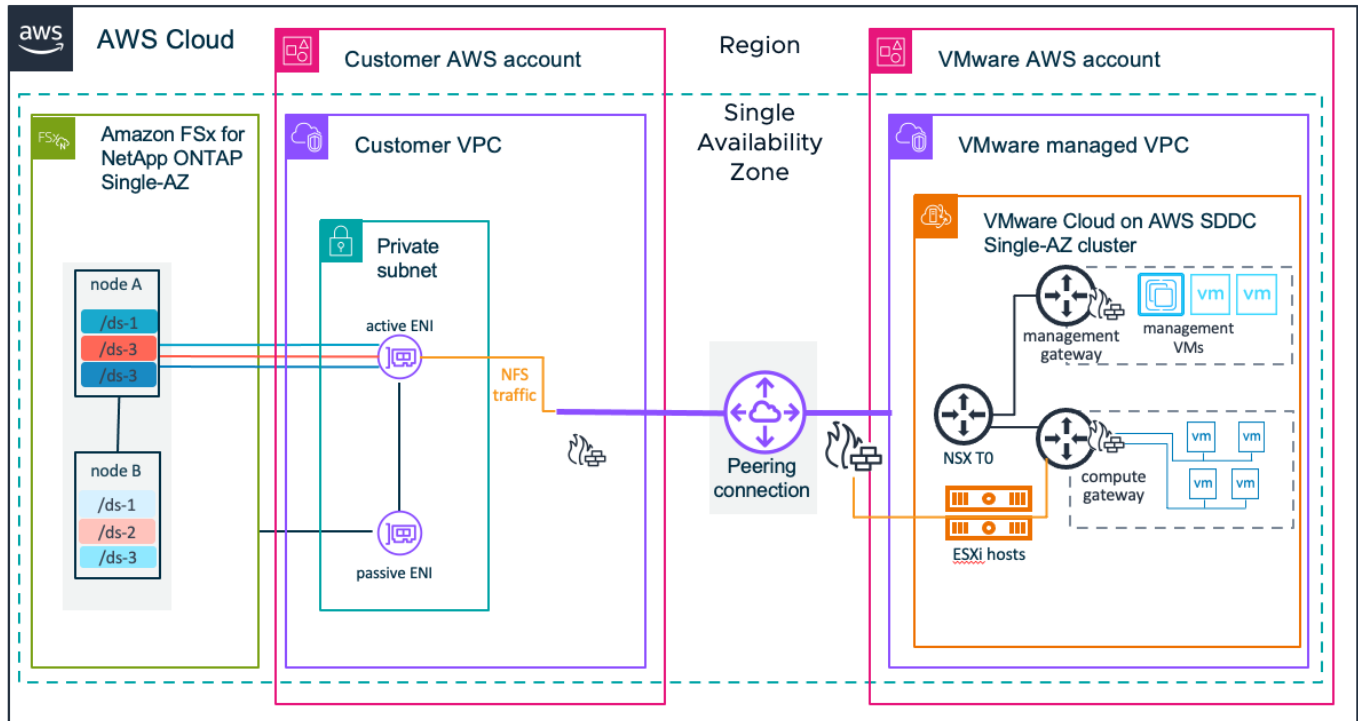 aws
AWS Cloud
Customer AWS account
Region
VMware AWS account
FSx
N
Amazon FSx for
NetApp ONTAP
Single-AZ
Customer VPC
Single
Availability
Zone
VMware managed VPC
Private
subnet
VMware Cloud on AWS SDDC
Single-AZ cluster
node A
/ds-1
/ds-3
/ds-3
active ENI
NFS
traffic
management
gateway
vm
vm
management
VMs
node B
/ds-1
/ds-2
/ds-3
passive ENI
Peering
connection
NSX T0
compute
gateway
vm
vm
vm
vm
ESXi hosts